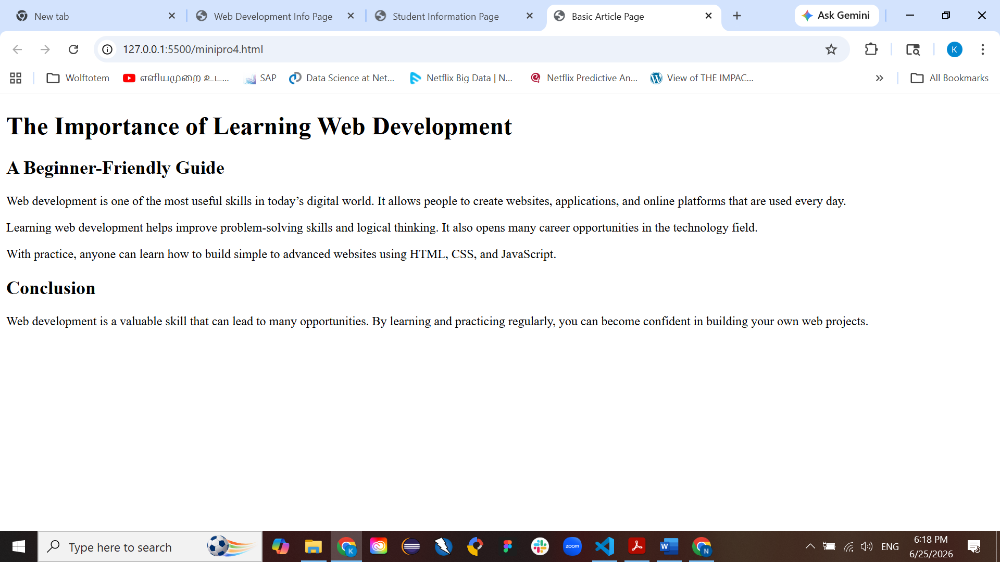 New tab
Web Development Info Page
Student Information Page
Basic Article Page
Ask Gemini
127.0.0.1:5500/minipro4.html
K
Wolftotem
எளியமுறை உட...
SAP
Data Science at Net...
Netflix Big Data | N...
Netflix Predictive An...
View of THE IMPAC...
All Bookmarks
The Importance of Learning Web Development
A Beginner-Friendly Guide
Web development is one of the most useful skills in today’s digital world. It allows people to create websites, applications, and online platforms that are used every day.
Learning web development helps improve problem-solving skills and logical thinking. It also opens many career opportunities in the technology field.
With practice, anyone can learn how to build simple to advanced websites using HTML, CSS, and JavaScript.
Conclusion
Web development is a valuable skill that can lead to many opportunities. By learning and practicing regularly, you can become confident in building your own web projects.
Type here to search
K
zoom
W
N
ENG
6:18 PM
6/25/2026